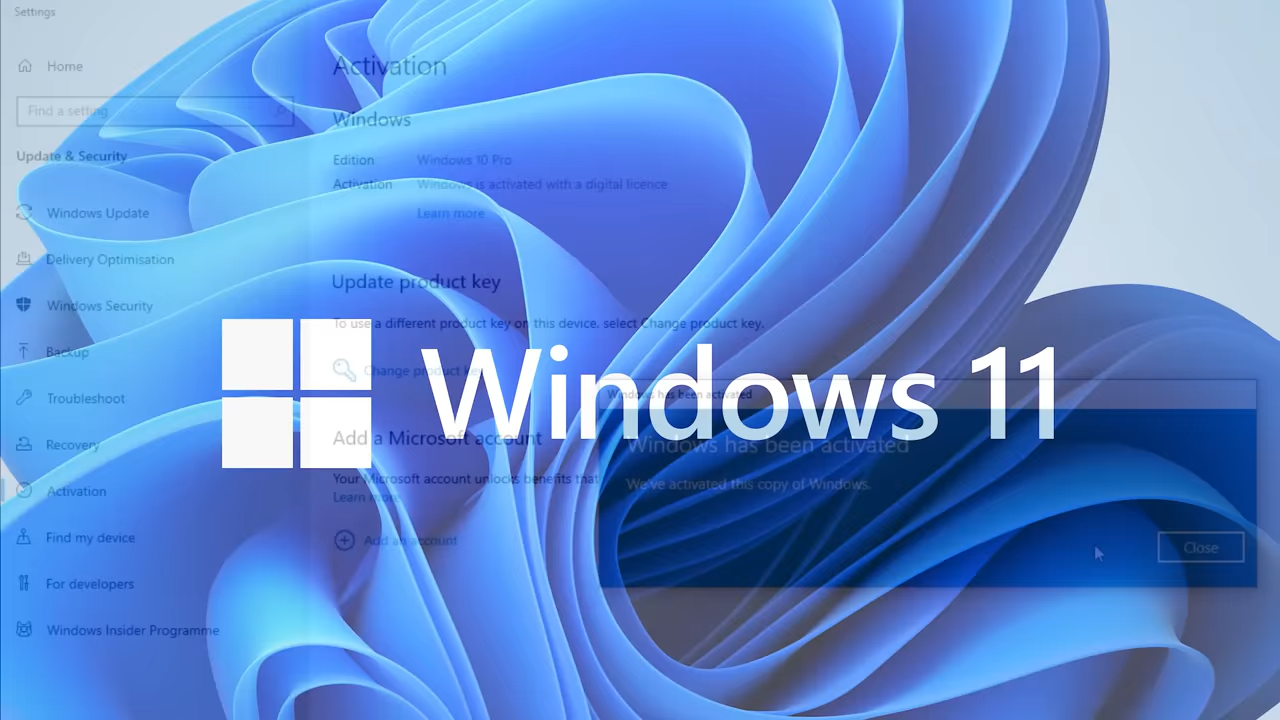 Settings
Home
Find a setting
Update & Security
Windows Update
Delivery Optimisation
Windows Security
Backup
Troubleshoot
Recovery
Activation
Find my device
For developers
Windows Insider Programme
Activation
Windows
Edition Windows 10 Pro
Activation Windows is activated with a digital licence
Learn more
Update product key
To use a different product key on this device, select Change product key.
Change product key
Windows 11
Add a Microsoft account
Your Microsoft account unlocks benefits that
Learn more
Add an account
Windows has been activated
Windows has been activated
We've activated this copy of Windows.
Close